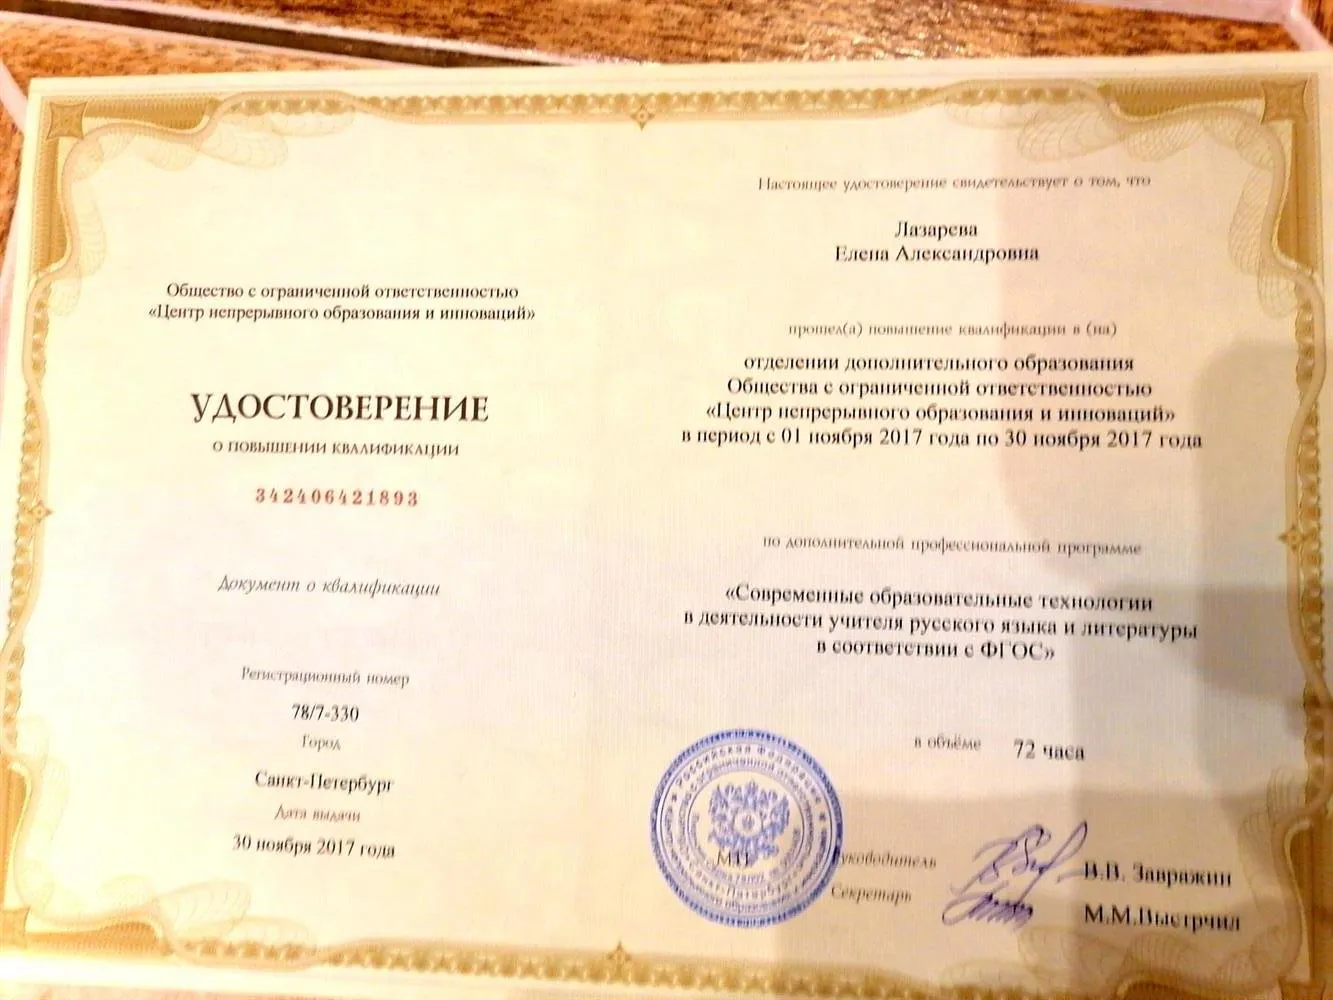 Общество с ограниченной ответственностью
«Центр непрерывного образования и инноваций»
УДОСТОВЕРЕНИЕ
О ПОВЫШЕНИИ КВАЛИФИКАЦИИ
342406421893
Документ о квалификации
Регистрационный номер
78/7-330
Город
Санкт-Петербург
Дата выдачи
30 ноября 2017 года
Настоящее удостоверение свидетельствует о том, что
Лазарева
Елена Александровна
прошел(а) повышение квалификации в (на)
отделении дополнительного образования
Общества с ограниченной ответственностью
«Центр непрерывного образования и инноваций»
в период с 01 ноября 2017 года по 30 ноября 2017 года
по дополнительной профессиональной программе
«Современные образовательные технологии
в деятельности учителя русского языка и литературы
в соответствии с ФГОС»
в объёме 72 часа
М.П.
Руководитель В.В. Завражин
Секретарь М.М.Выстрчил